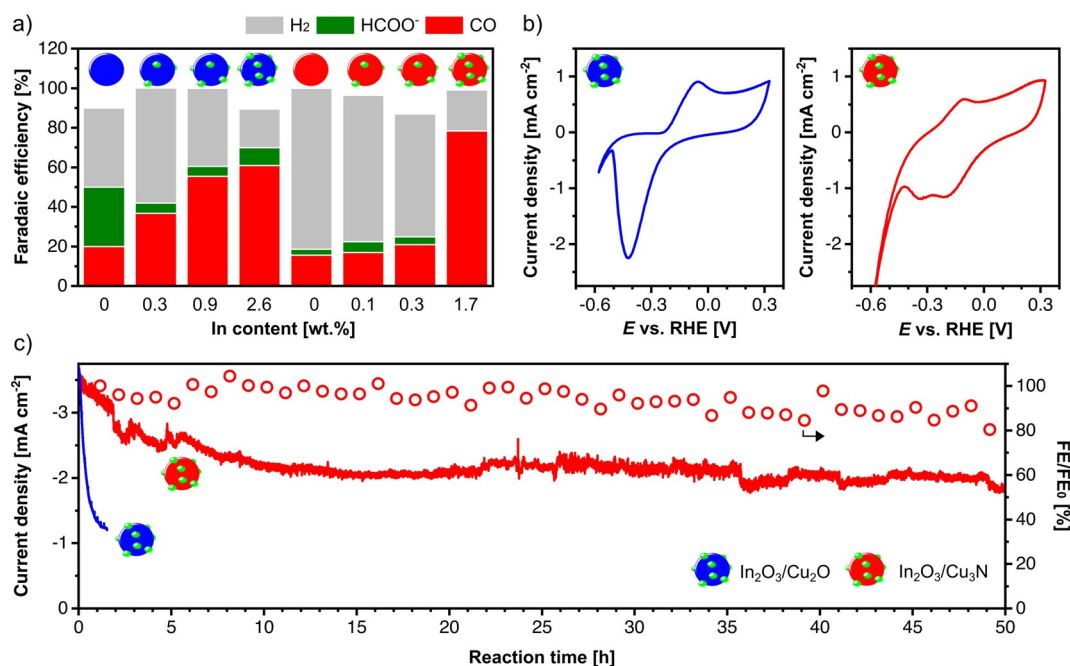 a)
H₂ HCOO⁻ CO
Faradaic efficiency [%]
120
100
80
60
40
20
0
0 0.3 0.9 2.6 0 0.1 0.3 1.7
In content [wt.%]
b)
Current density [mA cm⁻²]
1
0
-1
-2
-0.6 -0.3 0.0 0.3
E vs. RHE [V]
Current density [mA cm⁻²]
1
0
-1
-2
-0.6 -0.3 0.0 0.3
E vs. RHE [V]
c)
Current density [mA cm⁻²]
-3
-2
-1
0
100
80
60
40
20
0
FE/FE₀ [%]
In₂O₃/Cu₂O In₂O₃/Cu₃N
0 5 10 15 20 25 30 35 40 45 50
Reaction time [h]